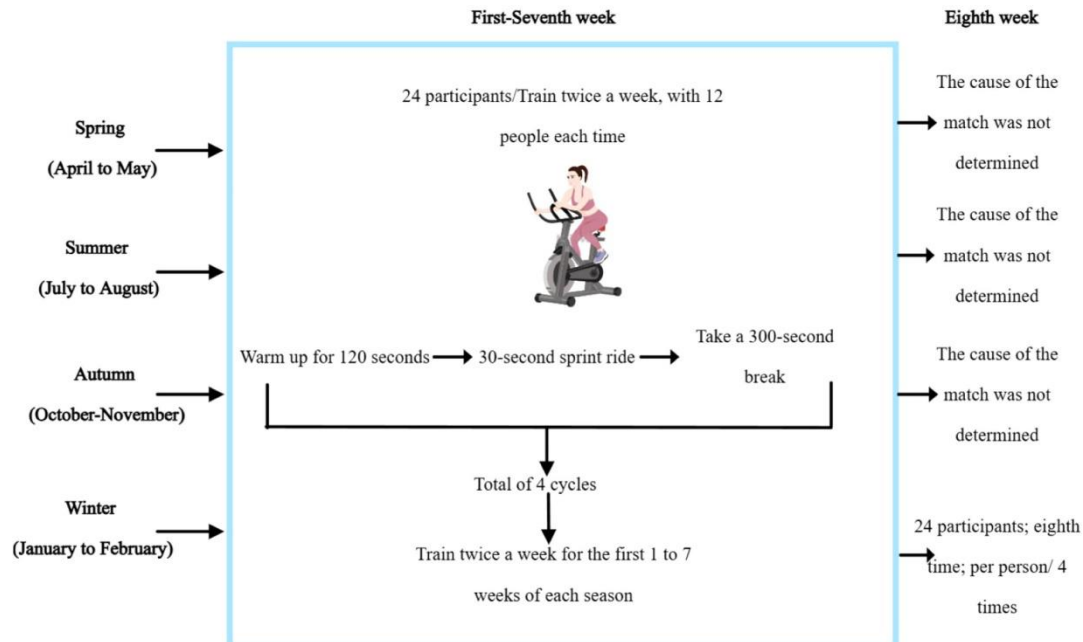 First-Seventh week
Eighth week
Spring
(April to May)
Summer
(July to August)
Autumn
(October-November)
Winter
(January to February)
24 participants/Train twice a week, with 12
people each time
Warm up for 120 seconds
30-second sprint ride
Take a 300-second
break
Total of 4 cycles
Train twice a week for the first 1 to 7
weeks of each season
The cause of the
match was not
determined
The cause of the
match was not
determined
The cause of the
match was not
determined
24 participants; eighth
time; per person/ 4
times